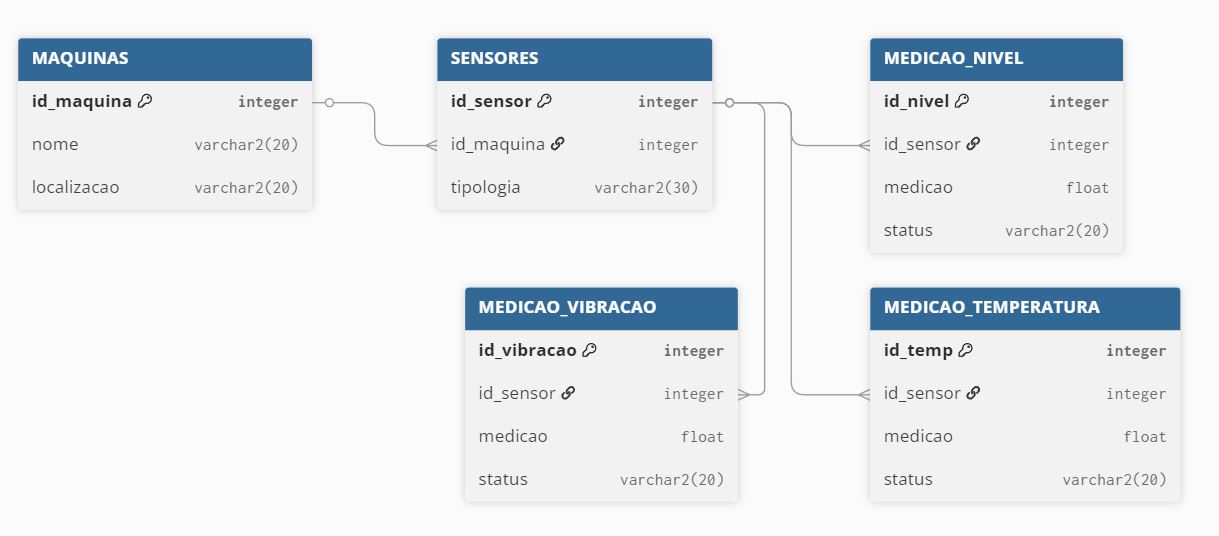 MAQUINAS
id_maquina integer
nome varchar2(20)
localizacao varchar2(20)
SENSORES
id_sensor integer
id_maquina integer
tipologia varchar2(30)
MEDICAO_NIVEL
id_nivel integer
id_sensor integer
medicao float
status varchar2(20)
MEDICAO_VIBRACAO
id_vibracao integer
id_sensor integer
medicao float
status varchar2(20)
MEDICAO_TEMPERATURA
id_temp integer
id_sensor integer
medicao float
status varchar2(20)